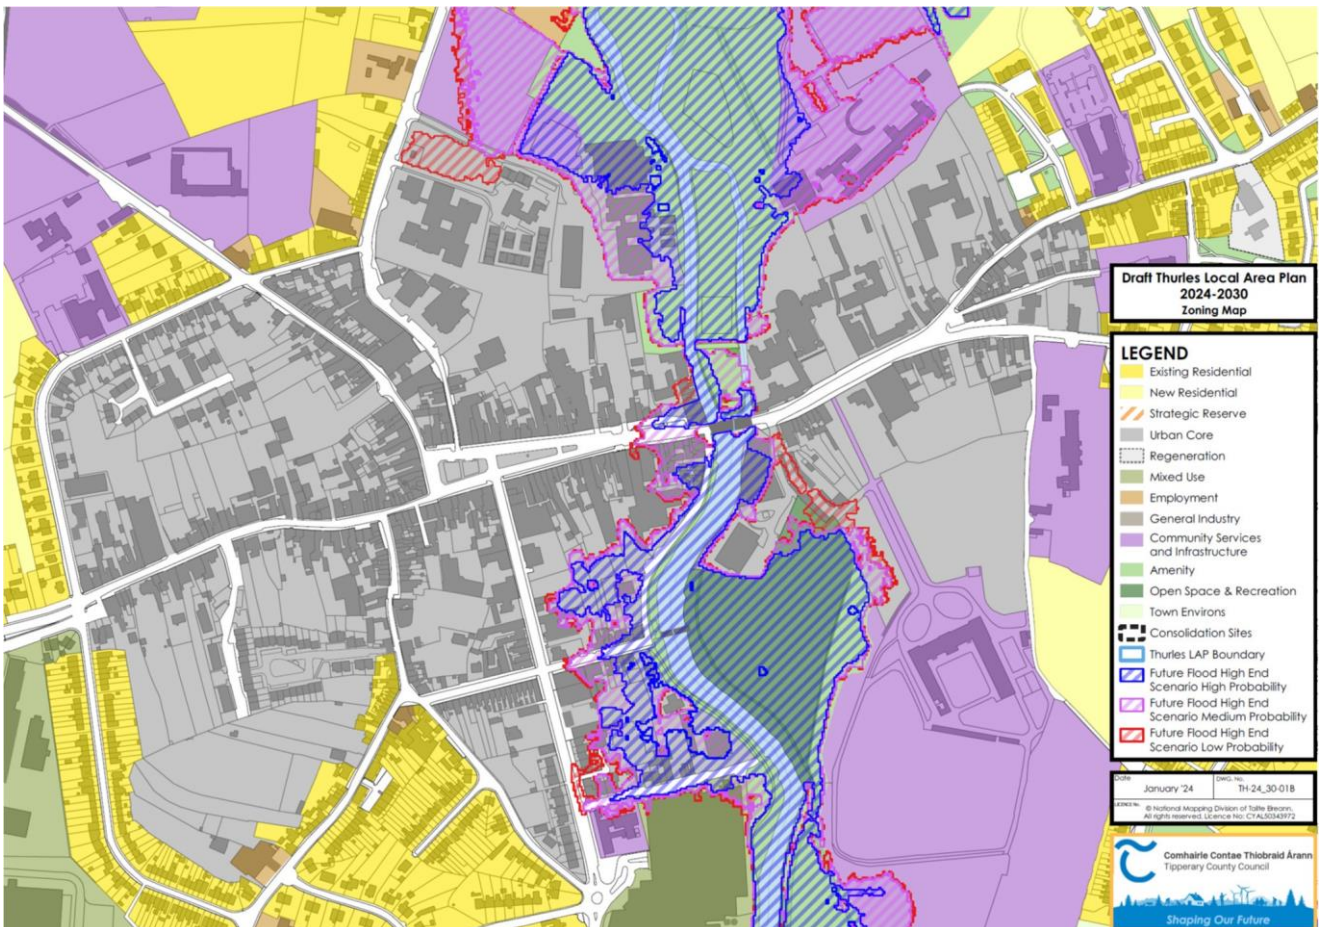 Draft Thurles Local Area Plan
2024-2030
Zoning Map
LEGEND
Existing Residential
New Residential
Strategic Reserve
Urban Core
Regeneration
Mixed Use
Employment
General Industry
Community Services
and Infrastructure
Amenity
Open Space & Recreation
Town Environs
Consolidation Sites
Thurles LAP Boundary
Future Flood High End
Scenario High Probability
Future Flood High End
Scenario Medium Probability
Future Flood High End
Scenario Low Probability
Date
January '24
DWG. No.
TH-24_30-01B
LICENCE No.
© National Mapping Division of Tailte Éireann.
All rights reserved. Licence No: CYAL50343972
Comhairle Contae Thiobraid Árann
Tipperary County Council
Shaping Our Future